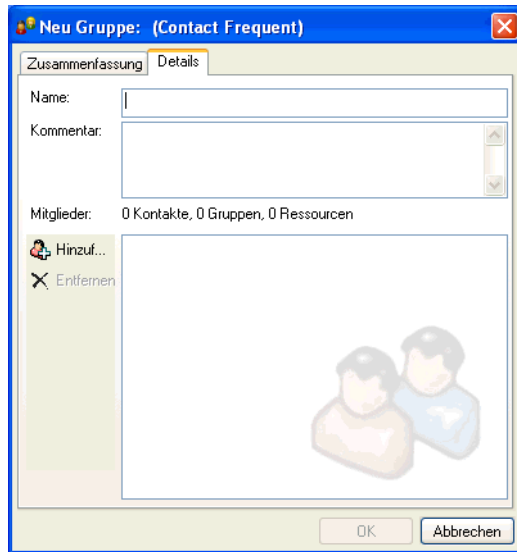 Neu Gruppe: (Contact Frequent)
Zusammenfassung Details
Name:
Kommentar:
Mitglieder: 0 Kontakte, 0 Gruppen, 0 Ressourcen
Hinzuf...
Entfernen
OK Abbrechen